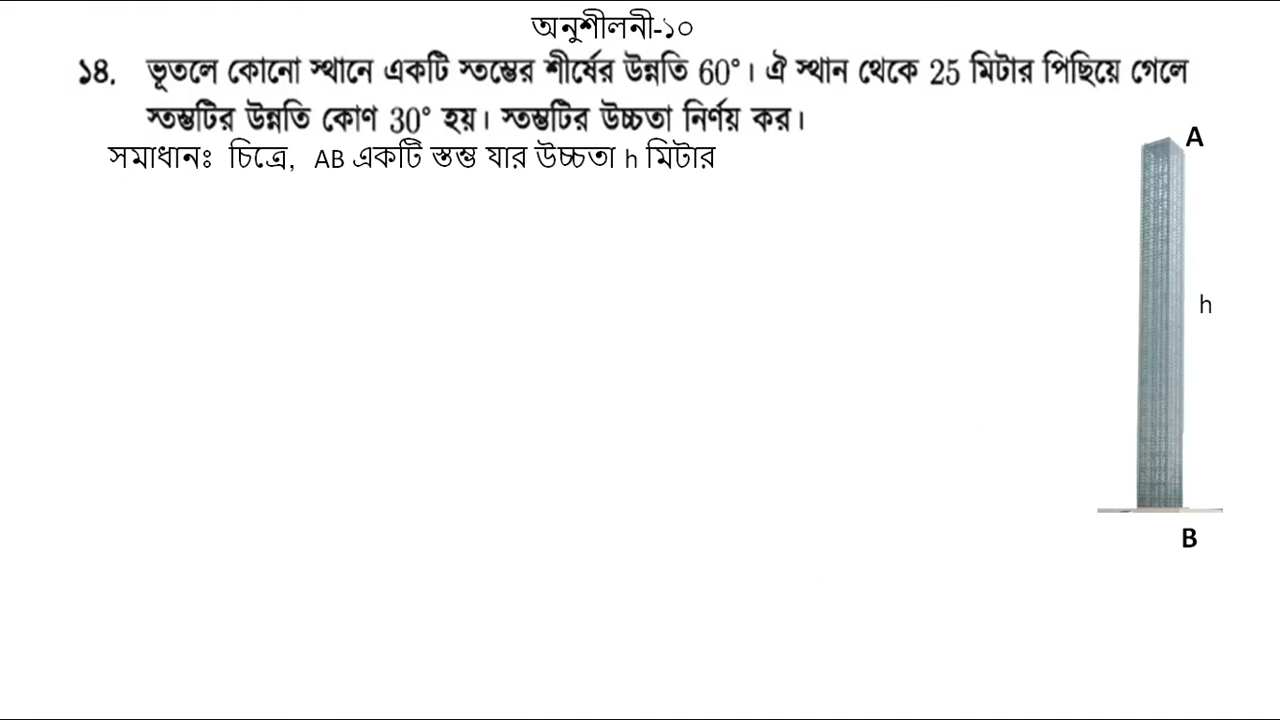 অনুশীলনী-১০
১৪. ভূতলে কোনো স্থানে একটি স্তম্ভের শীর্ষের উন্নতি 60°। ঐ স্থান থেকে 25 মিটার পিছিয়ে গেলে
স্তম্ভটির উন্নতি কোণ 30° হয়। স্তম্ভটির উচ্চতা নির্ণয় কর।
সমাধানঃ চিত্রে, AB একটি স্তম্ভ যার উচ্চতা h মিটার
A
h
B